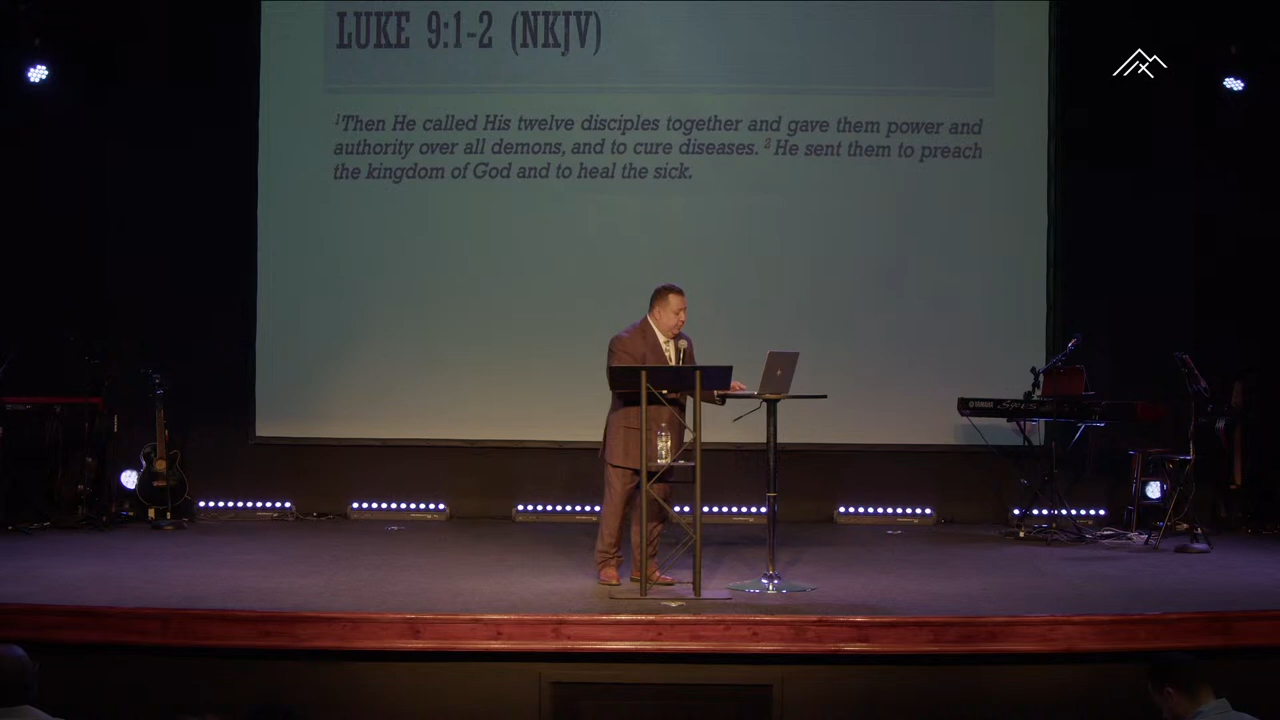 LUKE 9:1-2 (NKJV)
¹Then He called His twelve disciples together and gave them power and
authority over all demons, and to cure diseases. ² He sent them to preach
the kingdom of God and to heal the sick.
YAMAHA